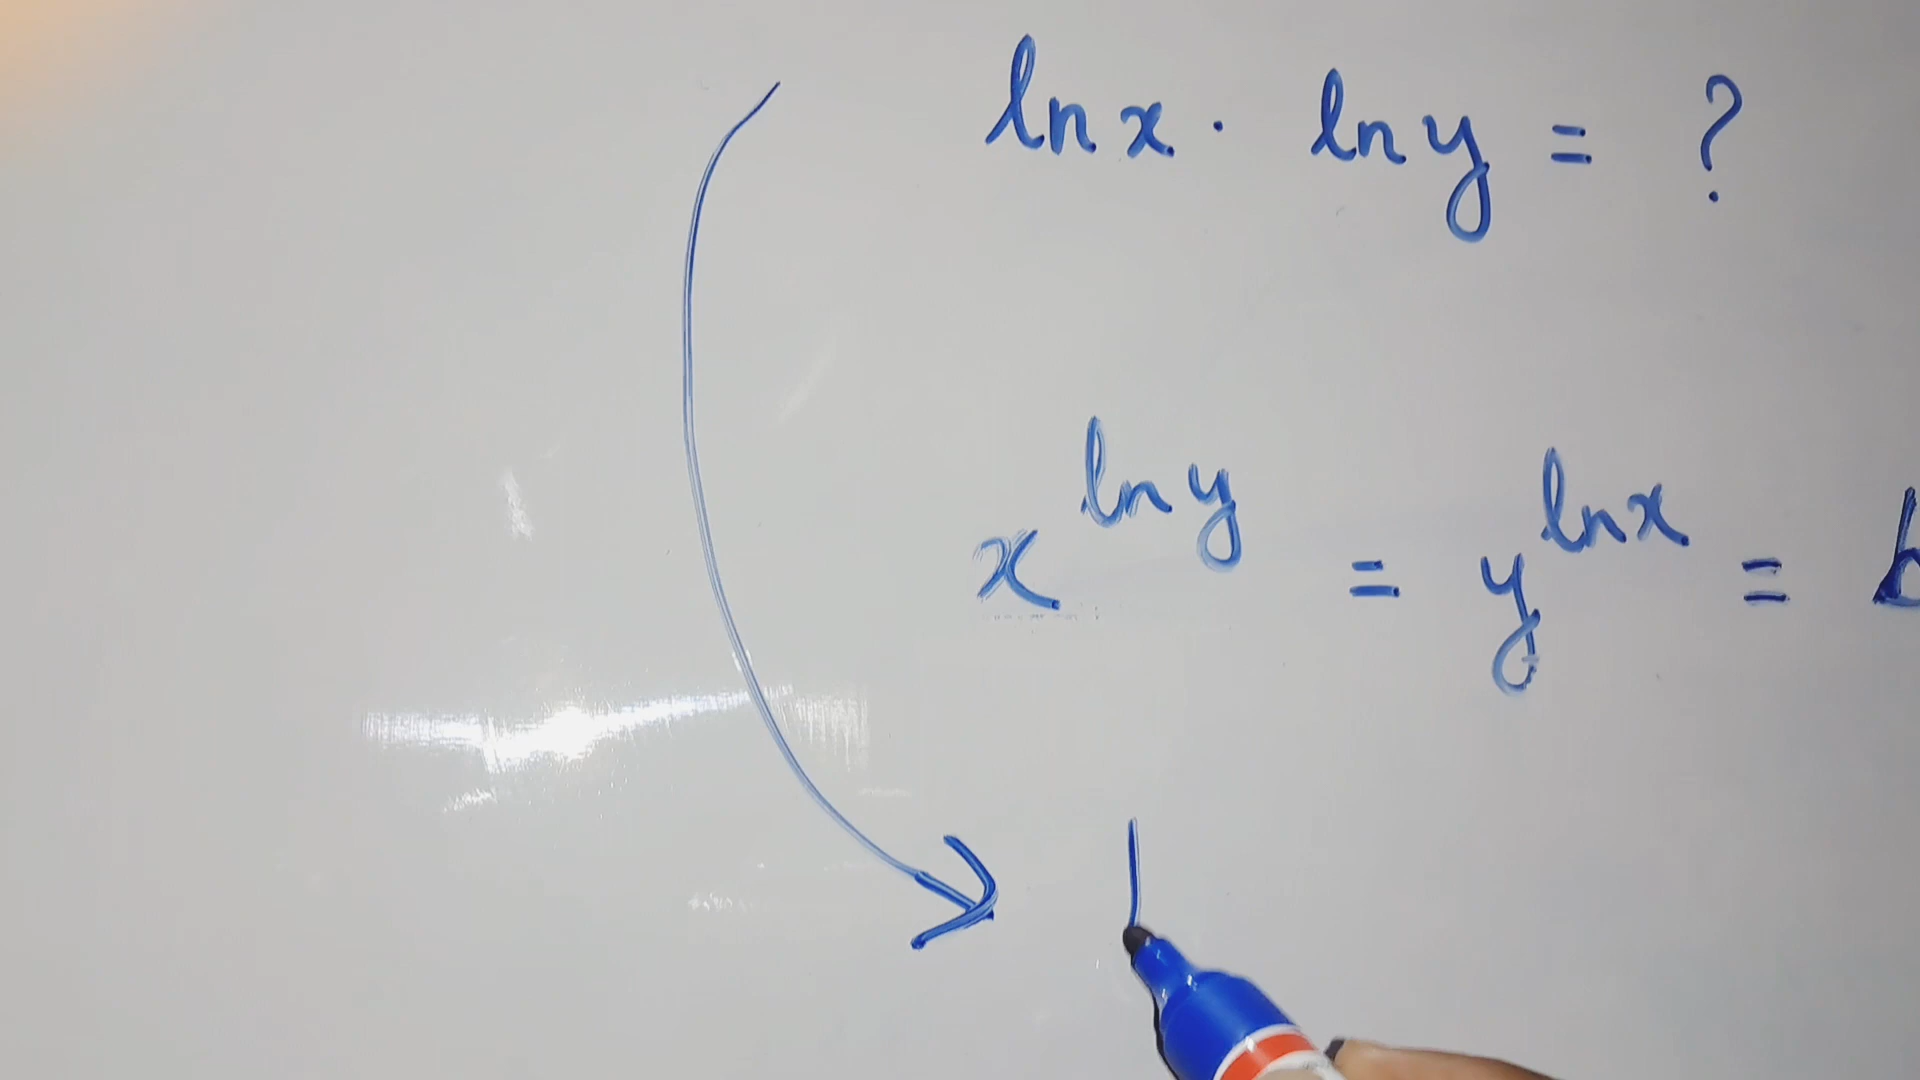 ln x · ln y = ?
x^{ln y} = y^{ln x} = b